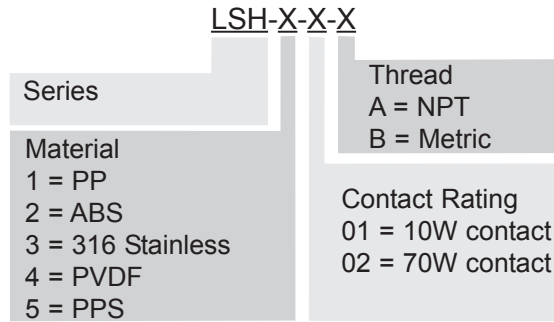 LSH-X-X-X
Series
Material
1 = PP
2 = ABS
3 = 316 Stainless
4 = PVDF
5 = PPS
Thread
A = NPT
B = Metric
Contact Rating
01 = 10W contact
02 = 70W contact